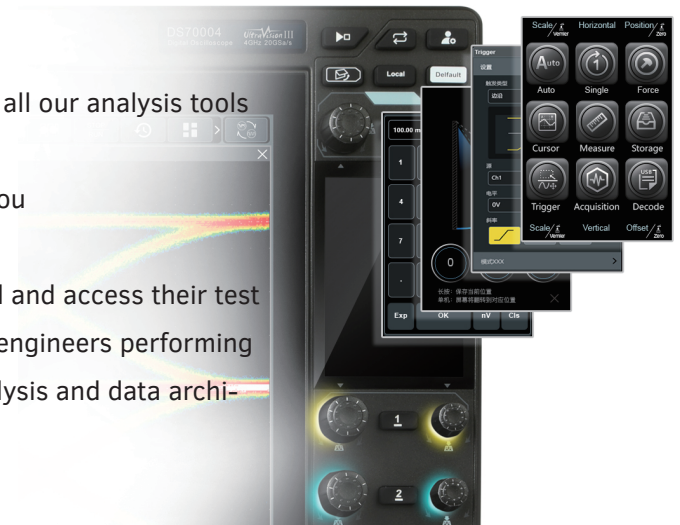 DS70004 UltraVision III
4GHz 20GSa/s
Local Delfault
all our analysis tools
ou
l and access their test
engineers performing
lysis and data archi-
100.00 m
1
4
7
.
Exp OK nV Cls
0
长按：保存当前位置
单机：屏幕将翻转到对应位置
Trigger
设置
触发类型
边沿
源
Ch1
电平
0V
斜率
模式XXX
Scale/Vernier Horizontal Position/Zero
Auto
Auto Single Force
Cursor Measure Storage
Trigger Acquisition Decode
Scale/Vernier Vertical Offset/Zero
1
2